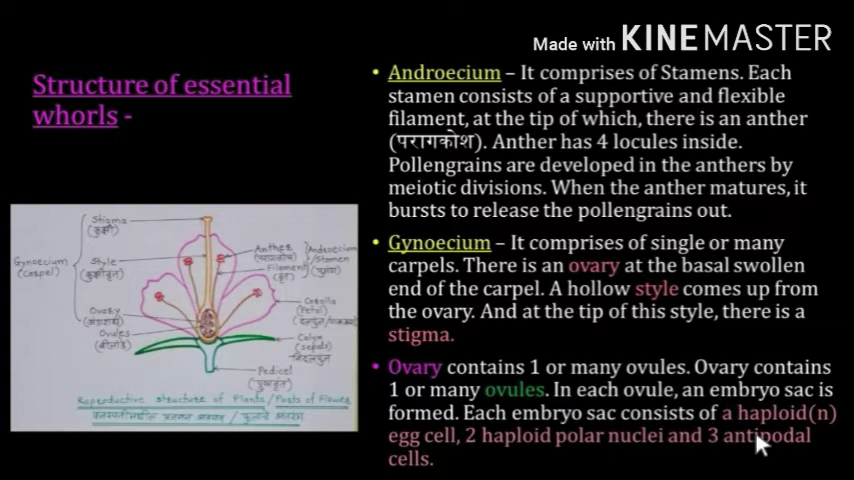 Made with KINEMASTER
Structure of essential
whorls -
• Androecium – It comprises of Stamens. Each
stamen consists of a supportive and flexible
filament, at the tip of which, there is an anther
(परागकोश). Anther has 4 locules inside.
Pollengrains are developed in the anthers by
meiotic divisions. When the anther matures, it
bursts to release the pollengrains out.
• Gynoecium – It comprises of single or many
carpels. There is an ovary at the basal swollen
end of the carpel. A hollow style comes up from
the ovary. And at the tip of this style, there is a
stigma.
• Ovary contains 1 or many ovules. Ovary contains
1 or many ovules. In each ovule, an embryo sac is
formed. Each embryo sac consists of a haploid(n)
egg cell, 2 haploid polar nuclei and 3 antipodal
cells.
Stigma
(कुक्षी)
Gynoecium
(Carpel)
Style
(कुक्षीवृंत)
Ovary
(अंडाशय)
Ovules
(बीजांडे)
Anther
(परागकोष)
Filament
(वृंत)
Androecium
/Stamen
(पुमंग)
Corolla
(Petal)
Calyx
(sepals)
निदलपुंज
Pedicel
(पुष्पवृंत)
Reproductive structure of Plants/Parts of Flower